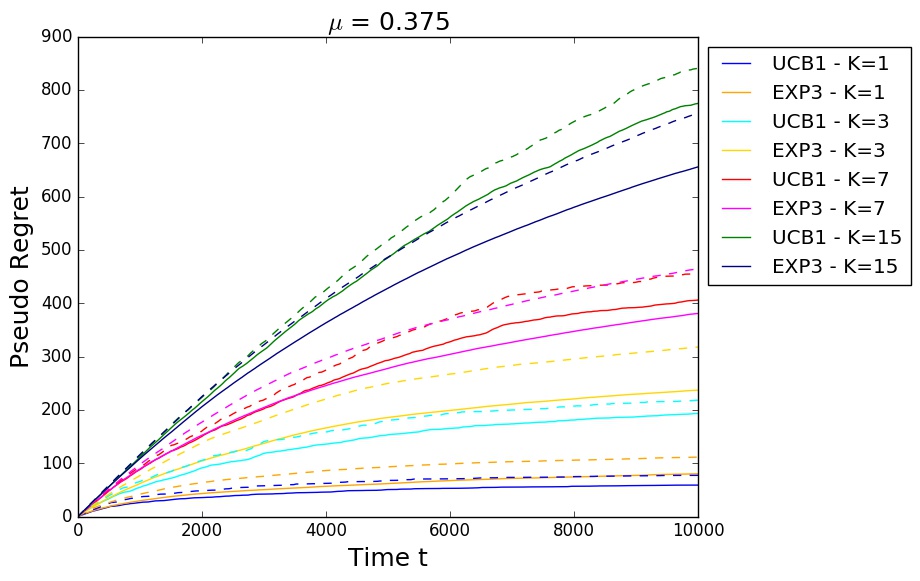 μ = 0.375
900
800
700
600
500
400
300
200
100
0
Pseudo Regret
0 2000 4000 6000 8000 10000
Time t
UCB1 - K=1
EXP3 - K=1
UCB1 - K=3
EXP3 - K=3
UCB1 - K=7
EXP3 - K=7
UCB1 - K=15
EXP3 - K=15